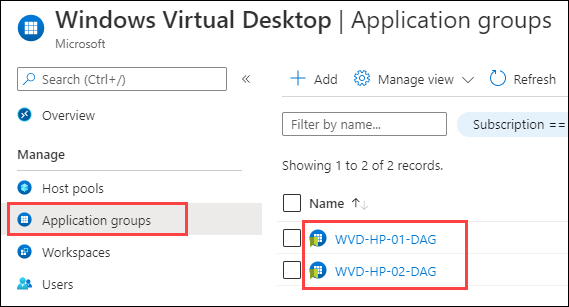 Windows Virtual Desktop | Application groups
Microsoft
Search (Ctrl+/)
«
+ Add
Manage view
Refresh
Overview
Filter by name...
Subscription ==
Manage
Showing 1 to 2 of 2 records.
Host pools
Name ↑↓
Application groups
WVD-HP-01-DAG
Workspaces
WVD-HP-02-DAG
Users